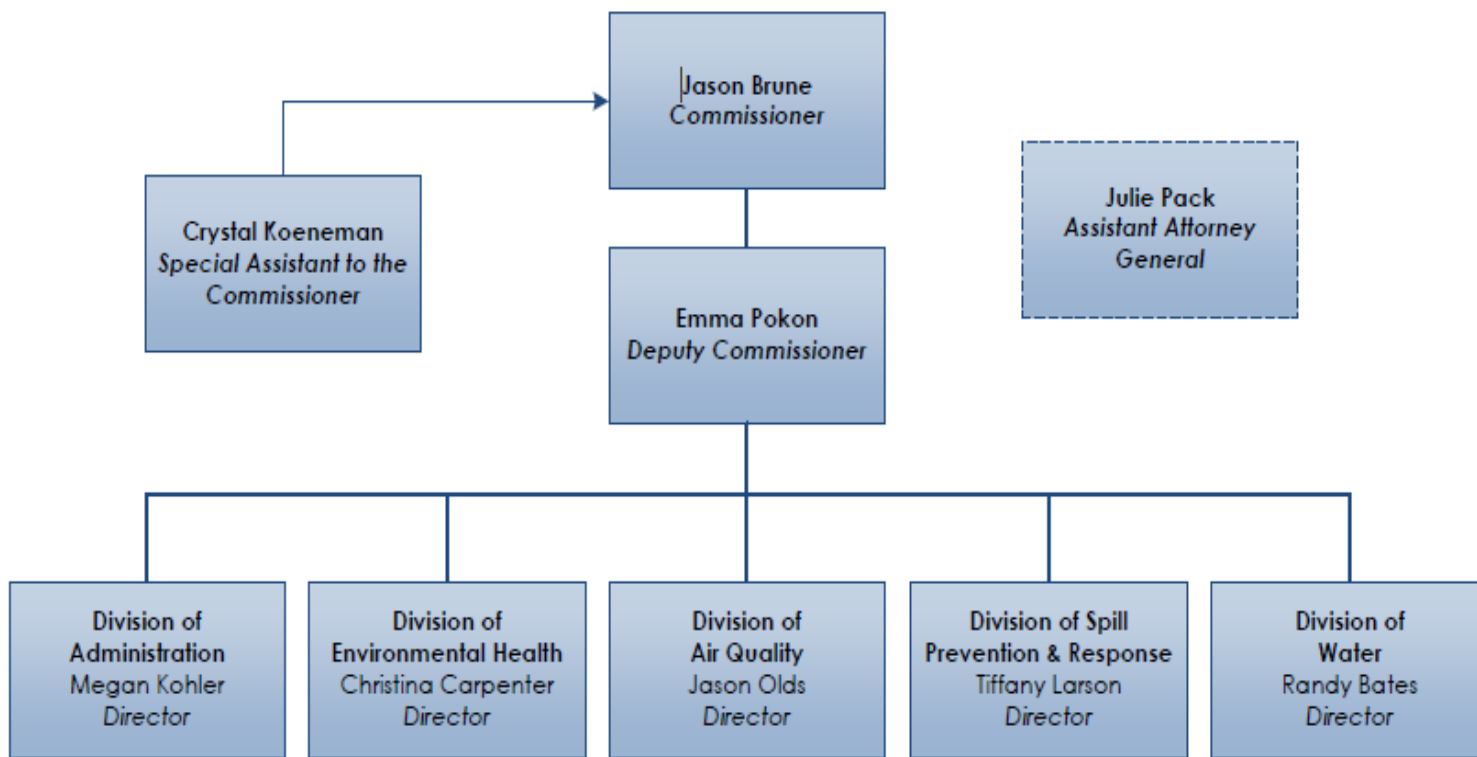 Jason Brune
Commissioner
Julie Pack
Assistant Attorney
General
Crystal Koeneman
Special Assistant to the
Commissioner
Emma Pokon
Deputy Commissioner
Division of
Administration
Megan Kohler
Director
Division of
Environmental Health
Christina Carpenter
Director
Division of
Air Quality
Jason Olds
Director
Division of Spill
Prevention & Response
Tiffany Larson
Director
Division of
Water
Randy Bates
Director